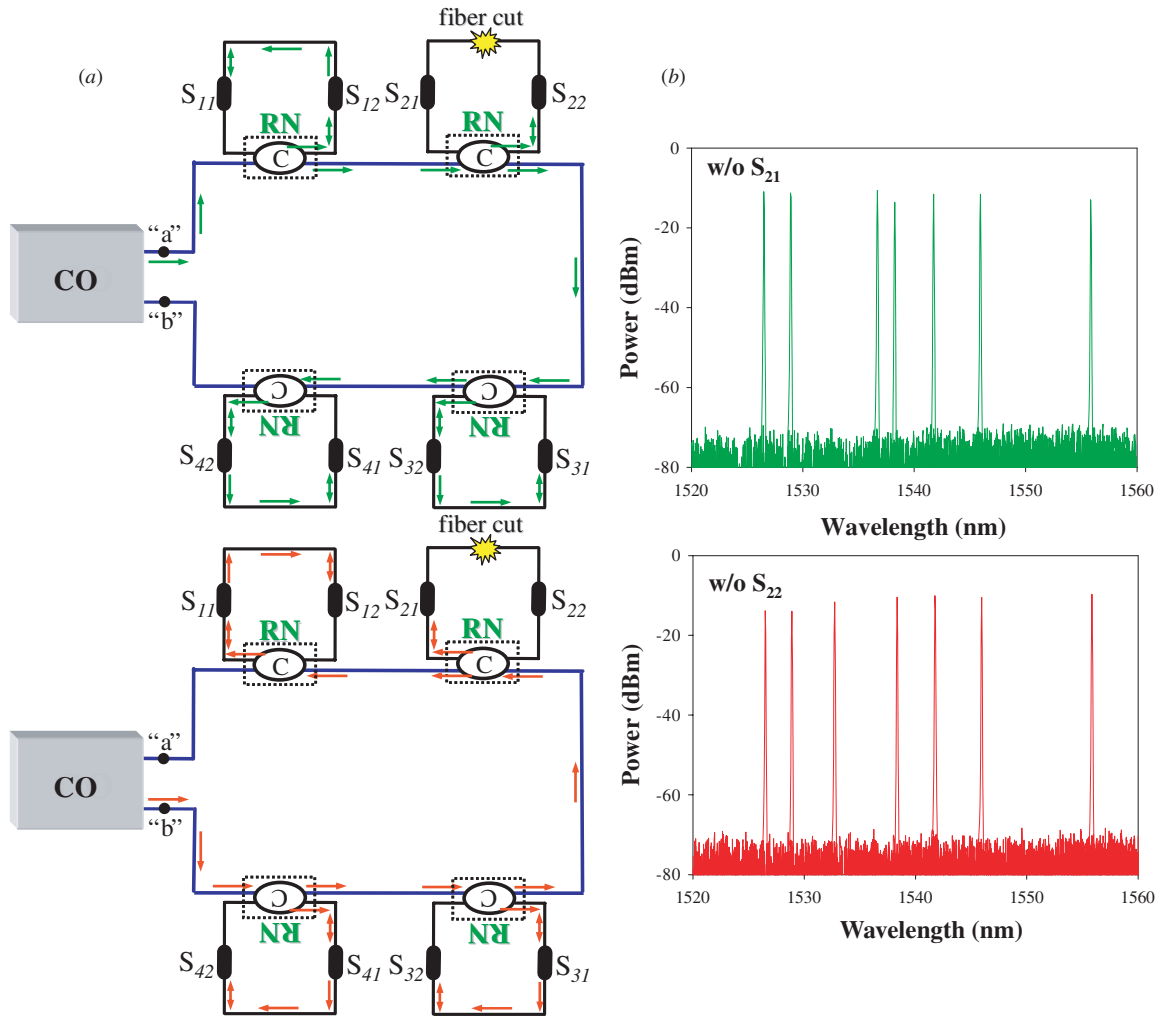 (a)
fiber cut
S11
S12
S21
S22
RN
RN
C
C
"a"
CO
"b"
C
C
RN
RN
S42
S41
S32
S31
(b)
w/o S21
0
-20
-40
-60
-80
Power (dBm)
1520
1530
1540
1550
1560
Wavelength (nm)
fiber cut
S11
S12
S21
S22
RN
RN
C
C
"a"
CO
"b"
C
C
RN
RN
S42
S41
S32
S31
w/o S22
0
-20
-40
-60
-80
Power (dBm)
1520
1530
1540
1550
1560
Wavelength (nm)